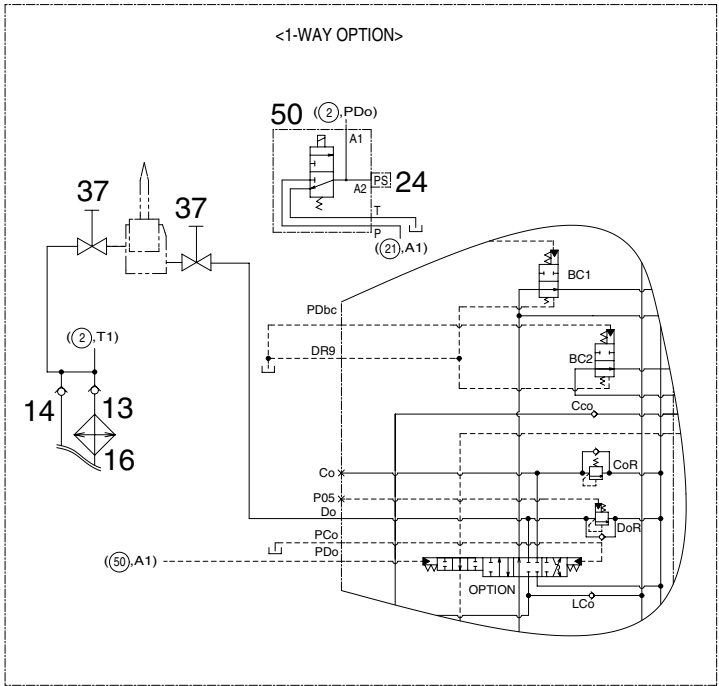 <1-WAY OPTION>
50 (2,PDo)
A1
PS 24
A2
37
T
37
P
(21,A1)
BC1
PDbc
(2,T1)
DR9
BC2
14 13
Cco
16
CoR
Co
P05
Do
DoR
PCo
(50,A1) PDo
OPTION
LCo